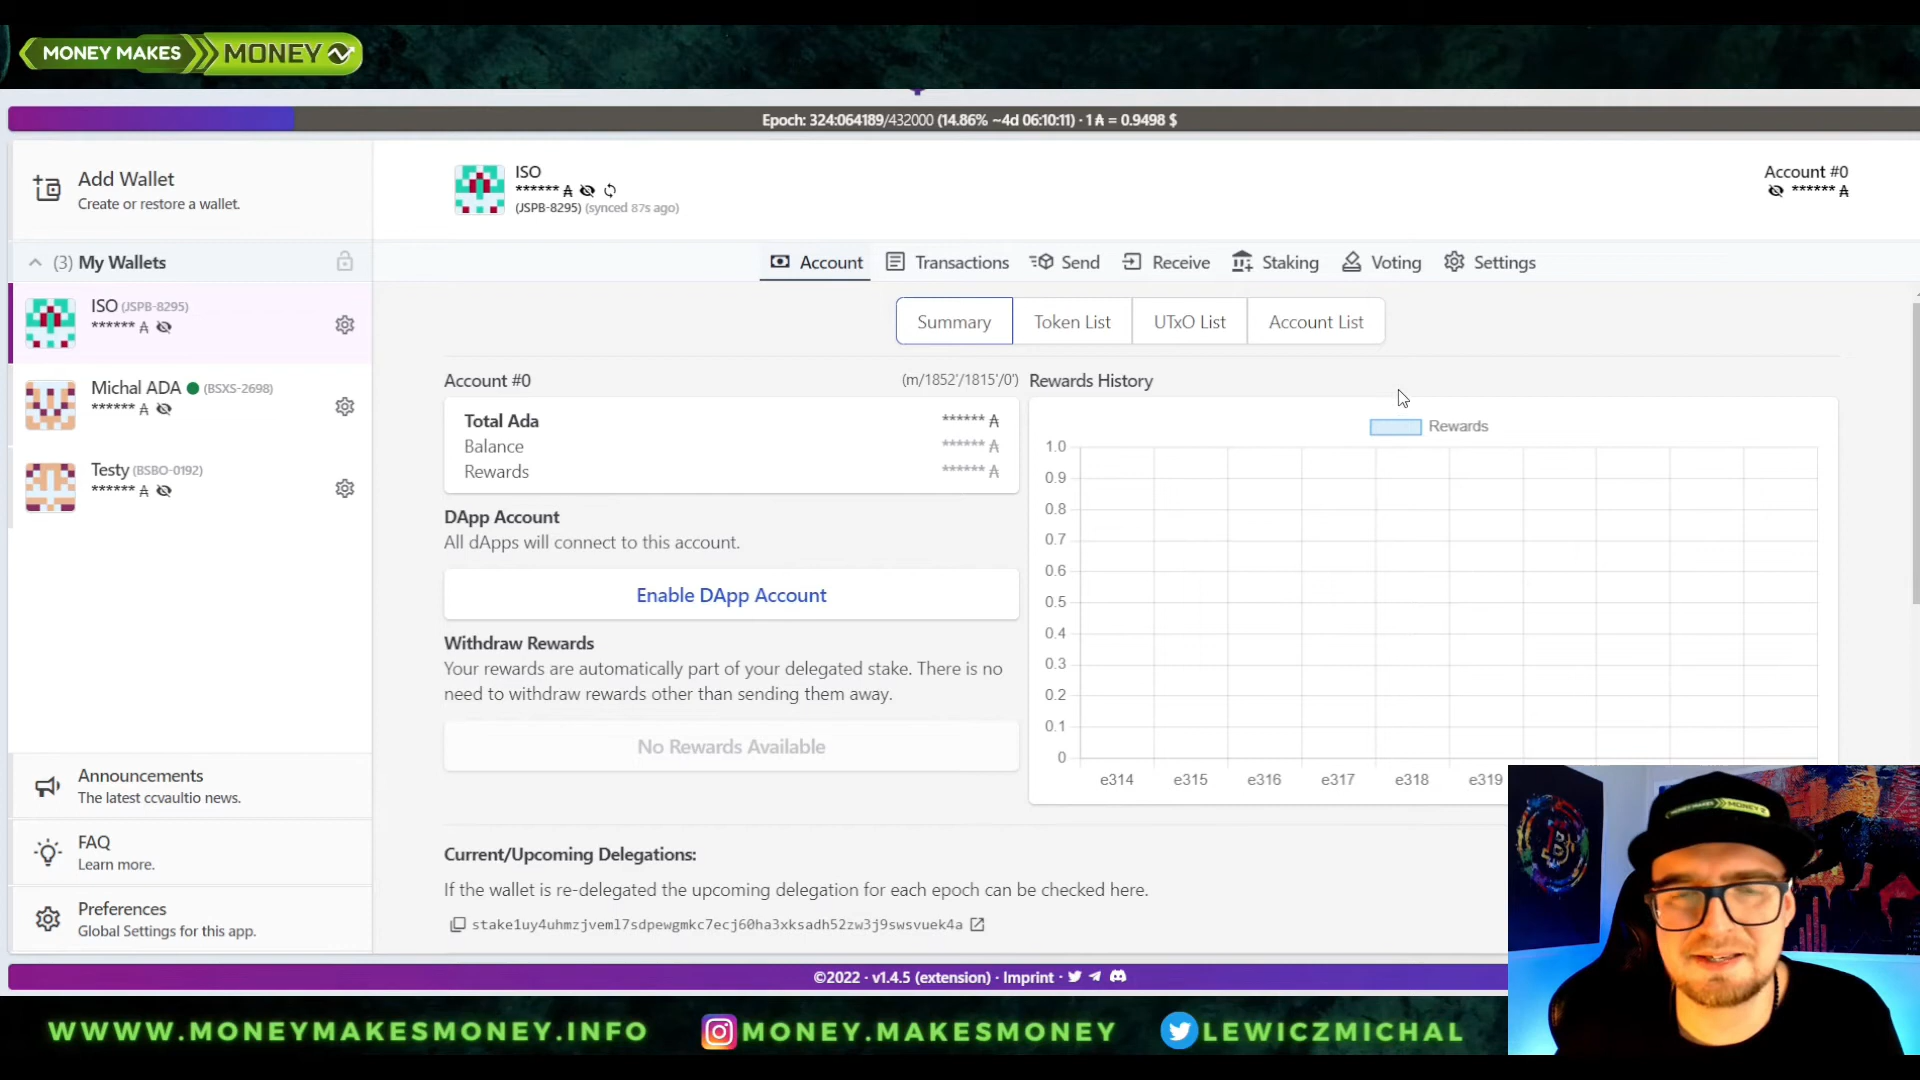 MONEY MAKES MONEY
Epoch: 324:064189/432000 (14.86% ~4d 06:10:11) · 1 ₳ = 0.9498 $
Add Wallet
Create or restore a wallet.
ISO
****** ₳
(JSPB-8295) (synced 87s ago)
Account #0
****** ₳
(3) My Wallets
Account
Transactions
Send
Receive
Staking
Voting
Settings
ISO (JSPB-8295)
****** ₳
Michal ADA (BSXS-2698)
****** ₳
Testy (BSBO-0192)
****** ₳
Summary
Token List
UTxO List
Account List
Account #0 (m/1852'/1815'/0')
Total Ada ****** ₳
Balance ****** ₳
Rewards ****** ₳
DApp Account
All dApps will connect to this account.
Enable DApp Account
Withdraw Rewards
Your rewards are automatically part of your delegated stake. There is no
need to withdraw rewards other than sending them away.
No Rewards Available
Rewards History
Rewards
1.0
0.9
0.8
0.7
0.6
0.5
0.4
0.3
0.2
0.1
0
e314 e315 e316 e317 e318 e319
Current/Upcoming Delegations:
If the wallet is re-delegated the upcoming delegation for each epoch can be checked here.
stake1uy4uhmzjveml7sdpewgmkc7ecj60ha3xksadh52zw3j9swsvuek4a
Announcements
The latest ccvaultio news.
FAQ
Learn more.
Preferences
Global Settings for this app.
©2022 · v1.4.5 (extension) · Imprint ·
WWWW.MONEYMAKESMONEY.INFO
MONEY.MAKESMONEY
LEWICZMICHAL